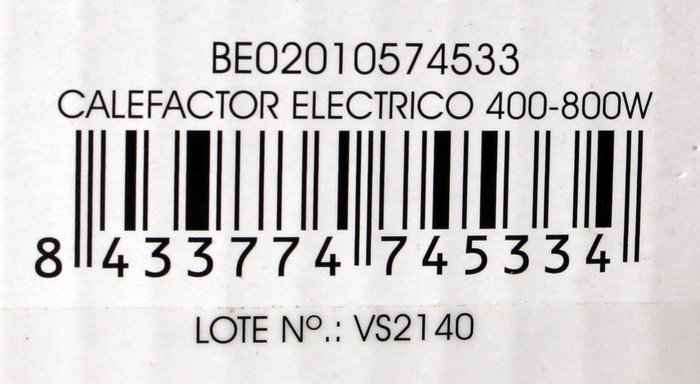 BE02010574533
CALEFACTOR ELECTRICO 400-800W
8 433774 745334
LOTE Nº.: VS2140